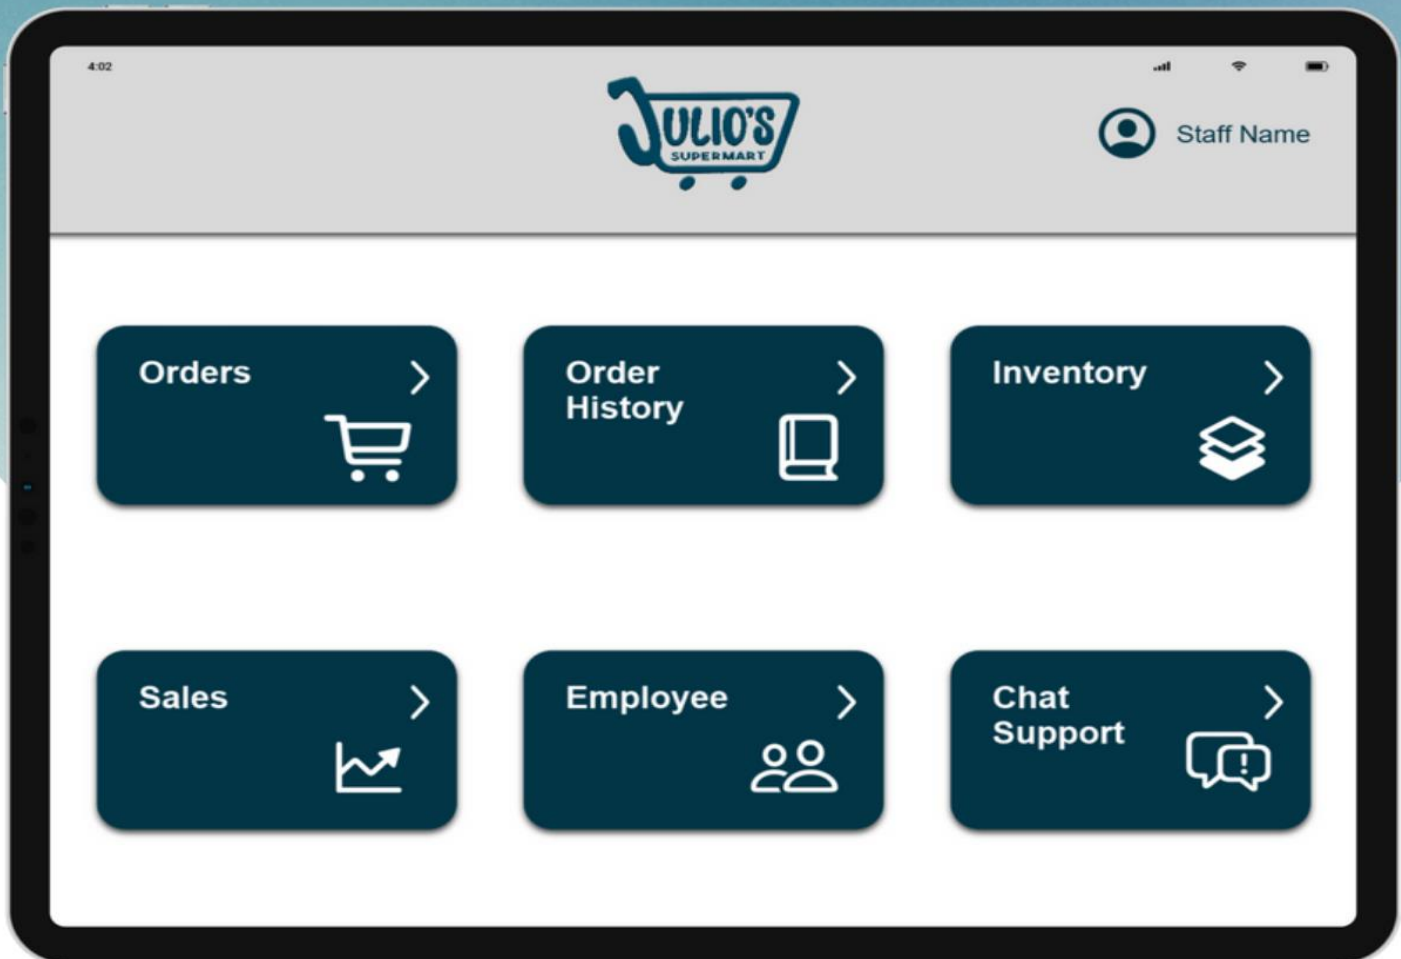 4:02
JULIO'S
SUPERMART
Staff Name
Orders
Order
History
Inventory
Sales
Employee
Chat
Support